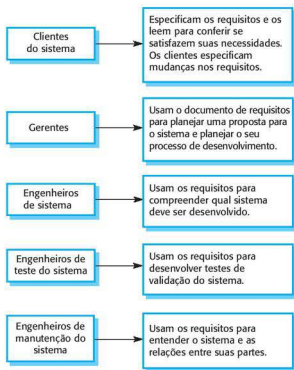 Clientes
do sistema
Especificam os requisitos e os
leem para conferir se
satisfazem suas necessidades.
Os clientes especificam
mudanças nos requisitos.
Gerentes
Usam o documento de requisitos
para planejar uma proposta para
o sistema e planejar o seu
processo de desenvolvimento.
Engenheiros
de sistema
Usam os requisitos para
compreender qual sistema
deve ser desenvolvido.
Engenheiros de
teste do sistema
Usam os requisitos para
desenvolver testes de
validação do sistema.
Engenheiros de
manutenção do
sistema
Usam os requisitos para
entender o sistema e as
relações entre suas partes.